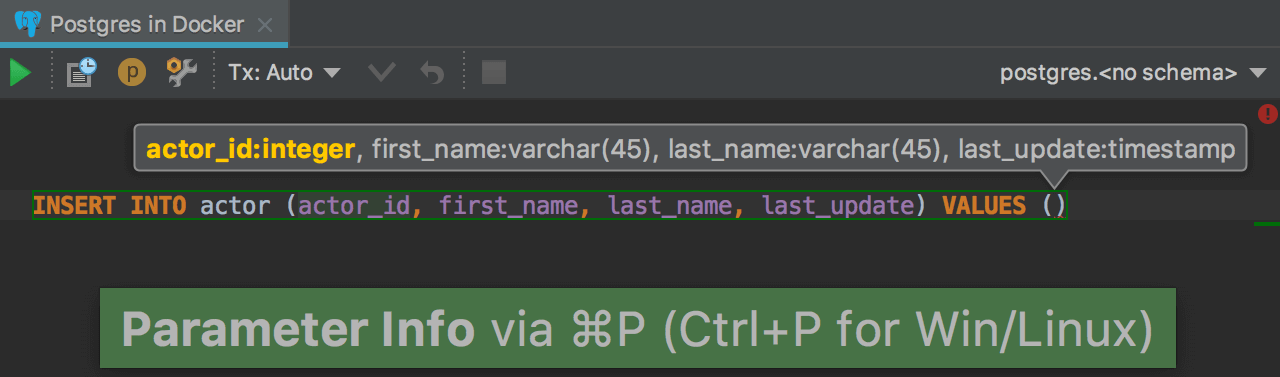 Postgres in Docker
p Tx: Auto postgres.<no schema>
actor_id:integer, first_name:varchar(45), last_name:varchar(45), last_update:timestamp
INSERT INTO actor (actor_id, first_name, last_name, last_update) VALUES ()
Parameter Info via ⌘P (Ctrl+P for Win/Linux)